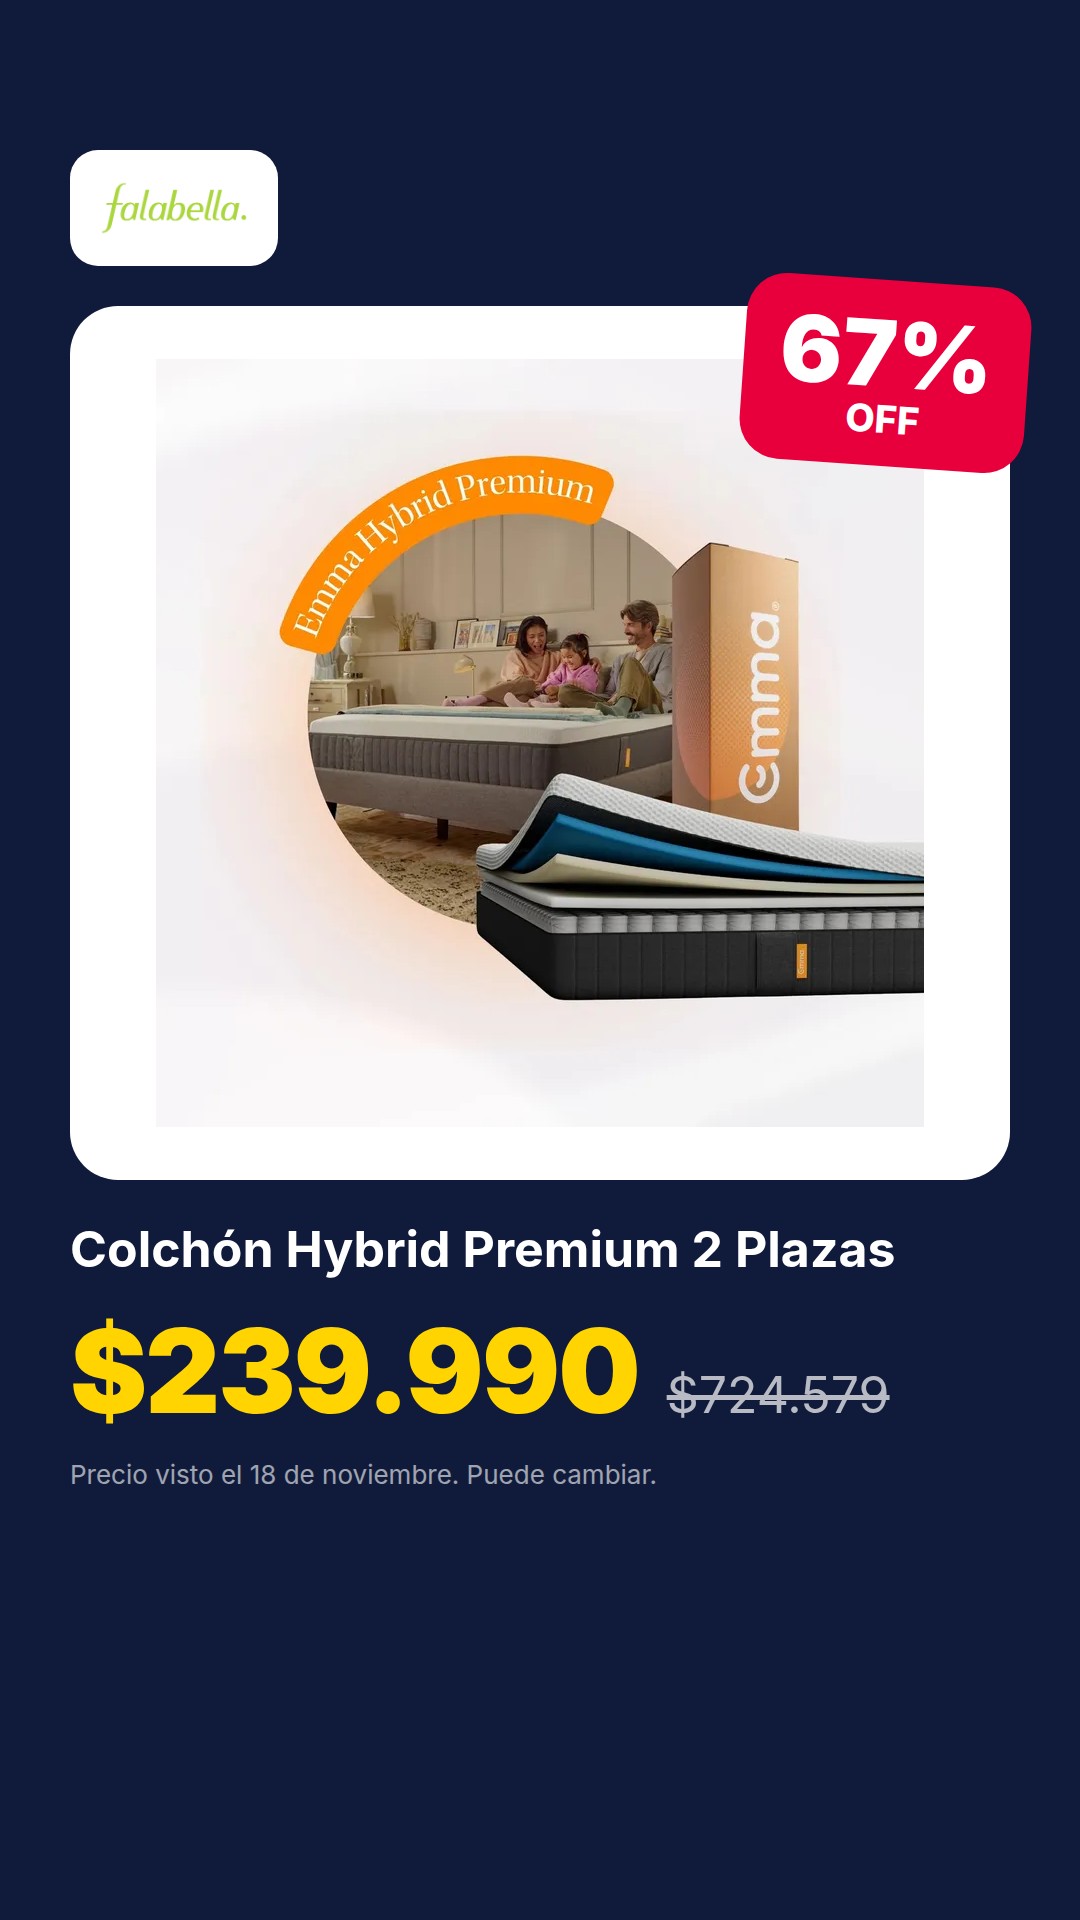 falabella.
67%
OFF
Emma Hybrid Premium
emma®
Colchón Hybrid Premium 2 Plazas
$239.990 $724.579
Precio visto el 18 de noviembre. Puede cambiar.